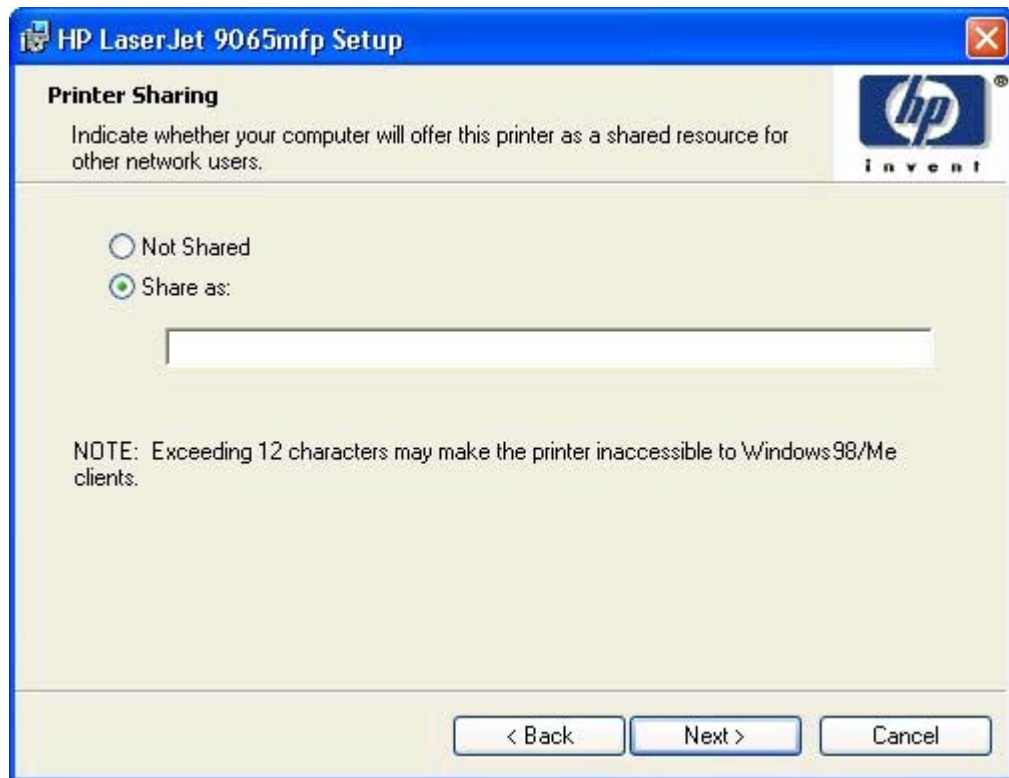 HP LaserJet 9065mfp Setup
Printer Sharing
Indicate whether your computer will offer this printer as a shared resource for
other network users.
hp
®
invent
Not Shared
Share as:
NOTE: Exceeding 12 characters may make the printer inaccessible to Windows98/Me
clients.
< Back
Next >
Cancel